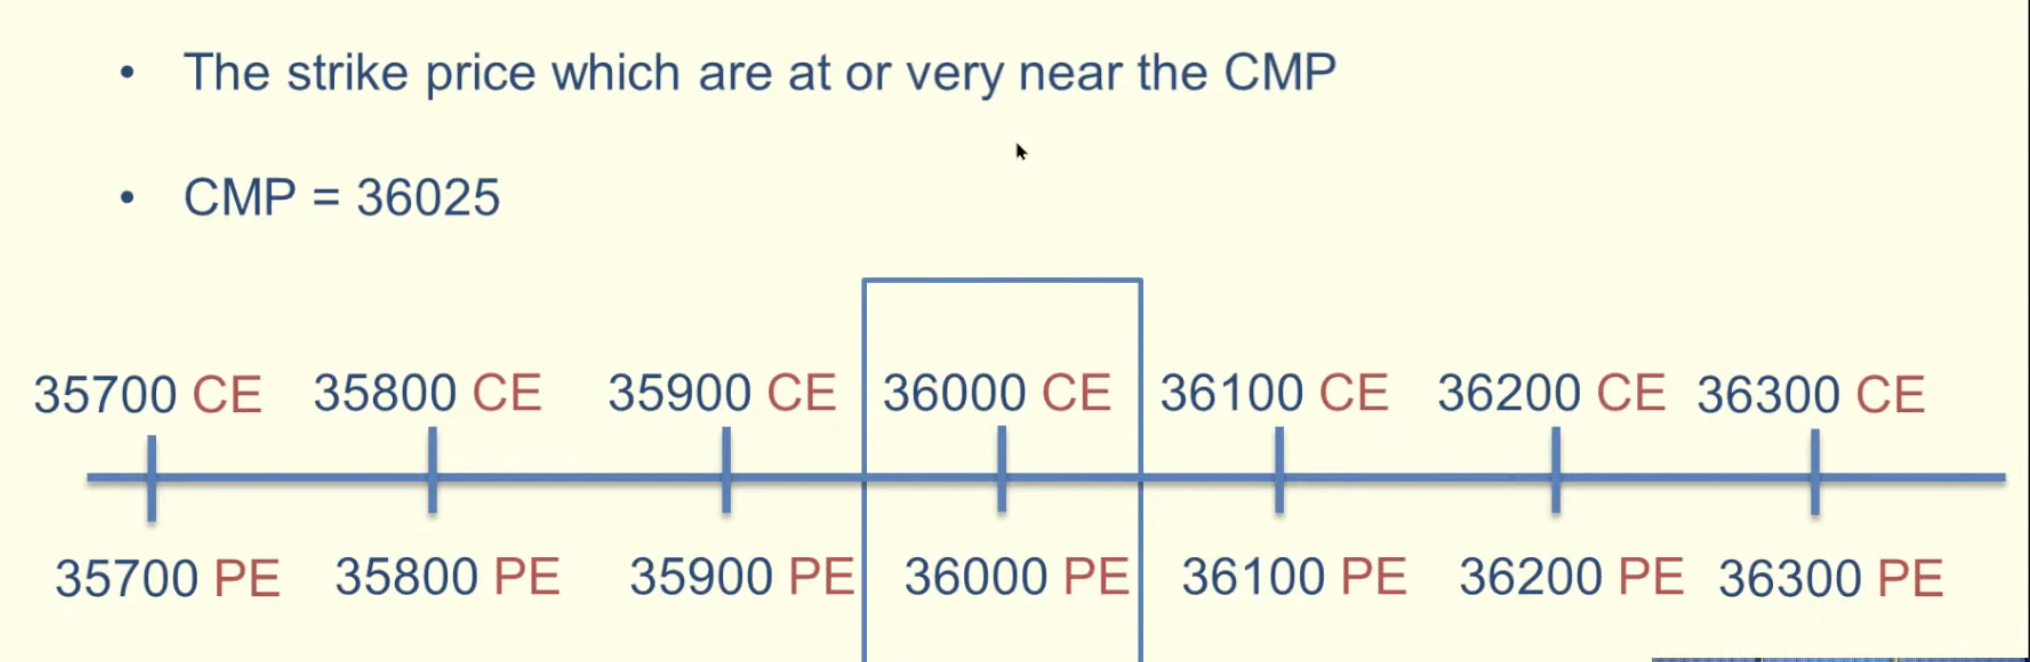 • The strike price which are at or very near the CMP
• CMP = 36025
35700 CE 35800 CE 35900 CE 36000 CE 36100 CE 36200 CE 36300 CE
35700 PE 35800 PE 35900 PE 36000 PE 36100 PE 36200 PE 36300 PE